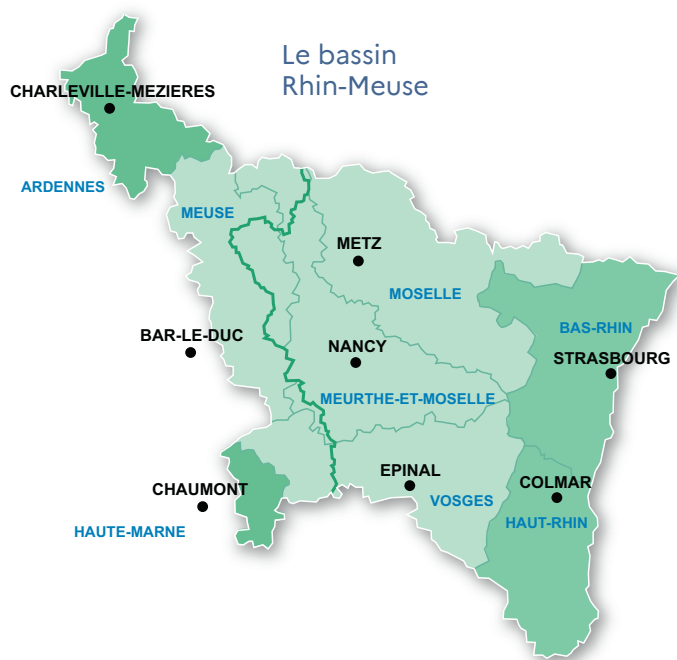 Le bassin
Rhin-Meuse
CHARLEVILLE-MEZIERES
ARDENNES
MEUSE
METZ
MOSELLE
BAR-LE-DUC
NANCY
BAS-RHIN
STRASBOURG
MEURTHE-ET-MOSELLE
EPINAL
CHAUMONT
VOSGES
COLMAR
HAUTE-MARNE
HAUT-RHIN